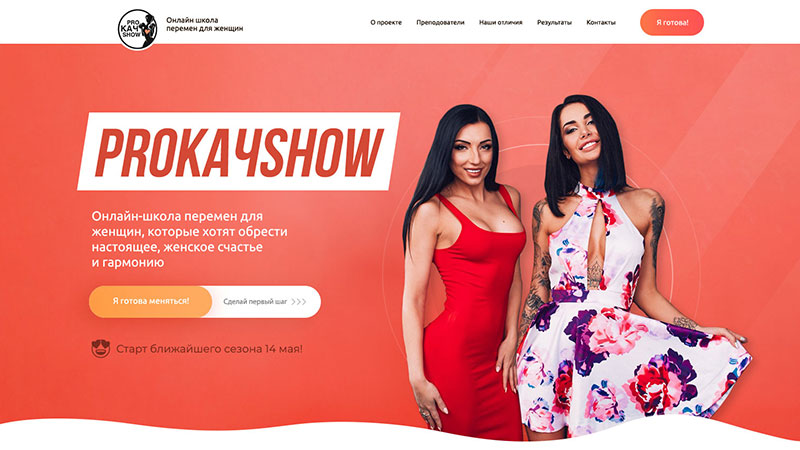 PRO
КАЧ
SHOW
Онлайн школа
перемен для женщин
О проекте Преподователи Наши отличия Результаты Контакты Я готова!
PROKAЧSHOW
Онлайн-школа перемен для
женщин, которые хотят обрести
настоящее, женское счастье
и гармонию
Я готова меняться! Сделай первый шаг
Старт ближайшего сезона 14 мая!